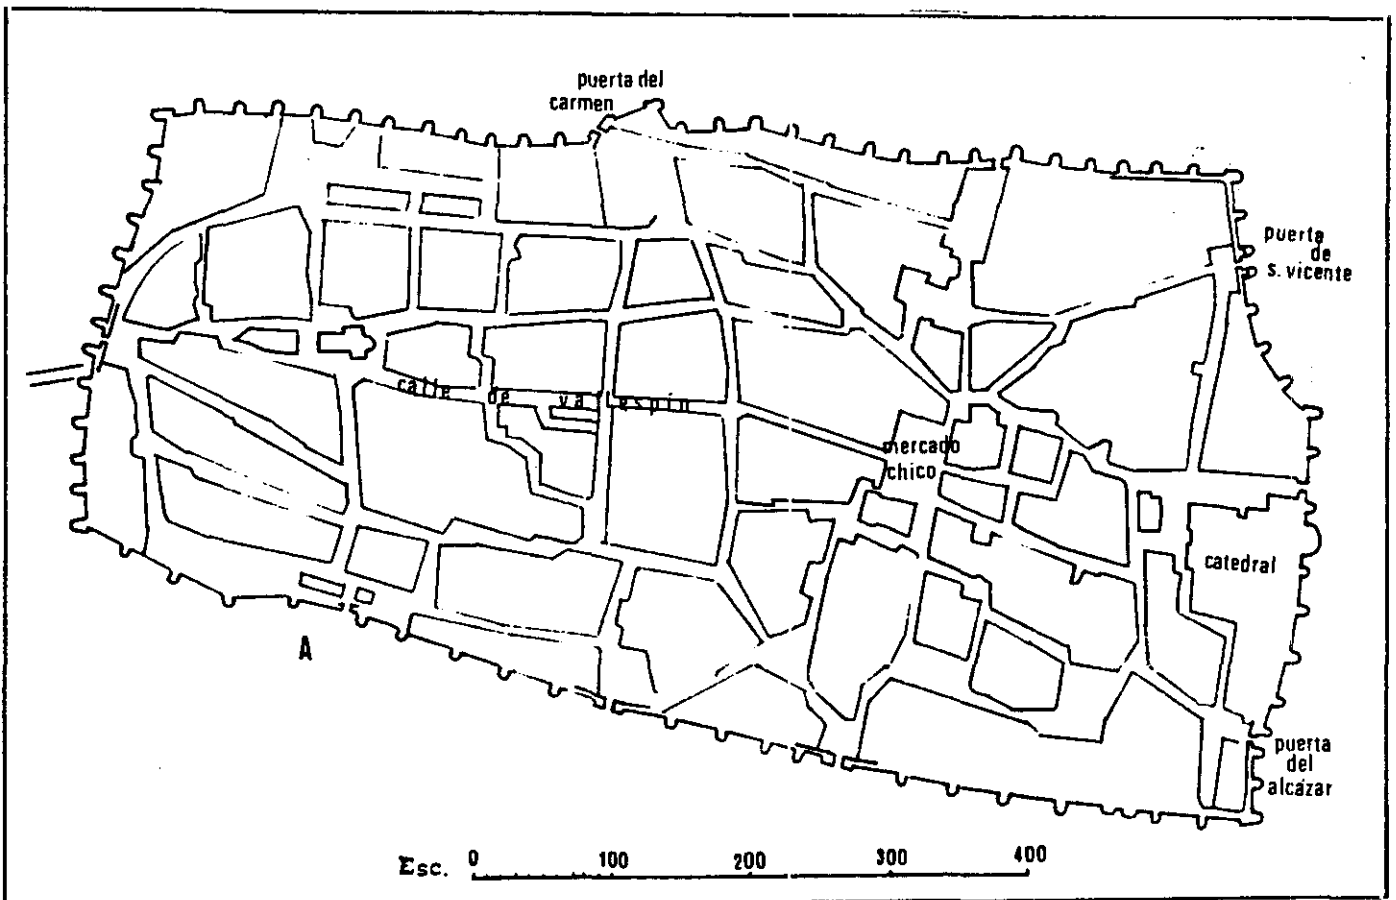 puerta del
carmen
puerta
de
s. vicente
calle de valespín
mercado
chico
catedral
A
puerta
del
alcázar
Esc. 0 100 200 300 400